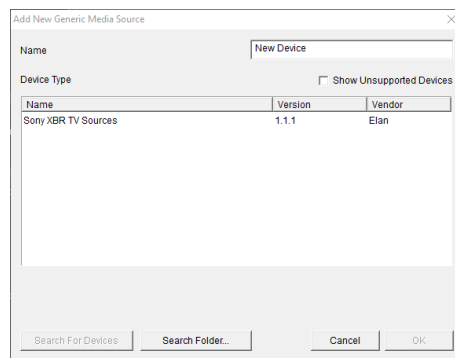 Add New Generic Media Source
Name
New Device
Device Type
Show Unsupported Devices
Name Version Vendor
Sony XBR TV Sources 1.1.1 Elan
Search For Devices Search Folder... Cancel OK